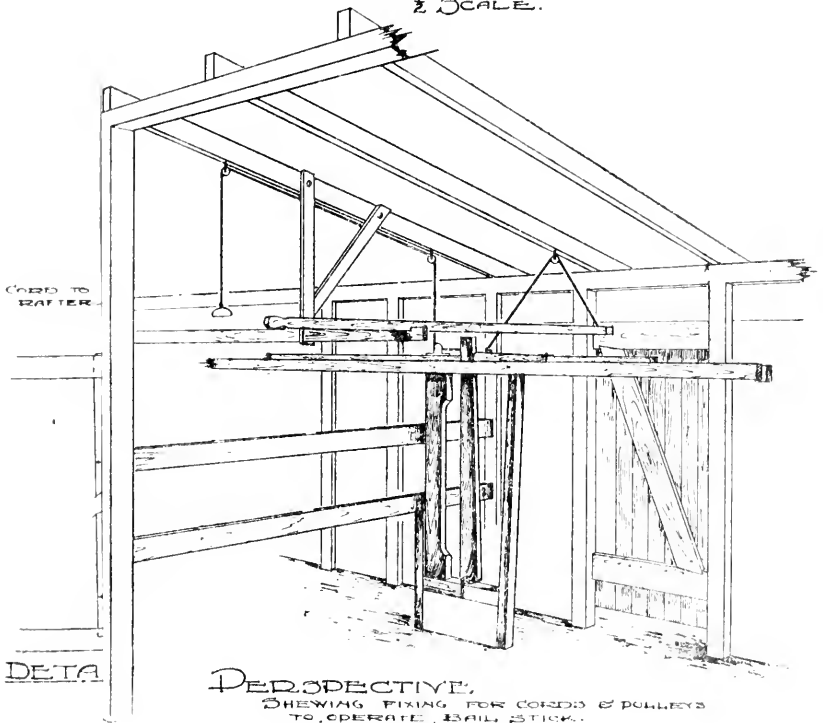 ½ SCALE.
CORD TO
RAFTER
DETA
PERSPECTIVE.
SHEWING FIXING FOR CORDS & PULLEYS
TO OPERATE BAIL STICK.